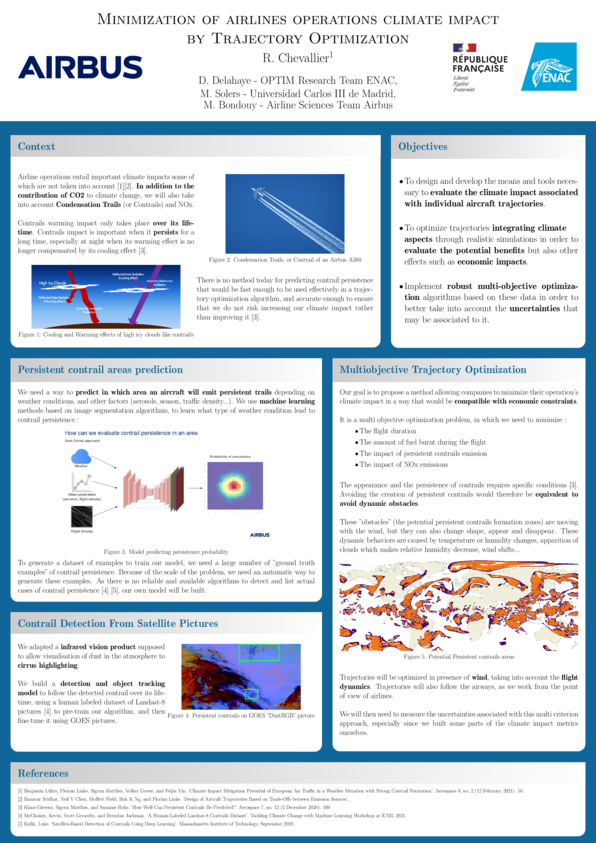 Minimization of airlines operations climate impact
by Trajectory Optimization
R. Chevallier1
D. Delahaye - OPTIM Research Team ENAC,
M. Solers - Universidad Carlos III de Madrid,
M. Bondouy - Airline Sciences Team Airbus
AIRBUS
RÉPUBLIQUE
FRANÇAISE
Liberté
Égalité
Fraternité
ENAC
Context
Airline operations entail important climate impacts some of
which are not taken into account [1][2]. In addition to the
contribution of CO2 to climate change, we will also take
into account Condensation Trails (or Contrails) and NOx.
Contrails warming impact only takes place over its life-
time. Contrails impact is important when it persists for a
long time, especially at night when its warming effect is no
longer compensated by its cooling effect [3].
High Icy Clouds
Figure 1: Cooling and Warming effects of high icy clouds like contrails
Figure 2: Condensation Trails, or Contrail of an Airbus A380
There is no method today for predicting contrail persistence
that would be fast enough to be used effectively in a trajec-
tory optimization algorithm, and accurate enough to ensure
that we do not risk increasing our climate impact rather
than improving it [3].
Objectives
• To design and develop the means and tools neces-
sary to evaluate the climate impact associated
with individual aircraft trajectories.
• To optimize trajectories integrating climate
aspects through realistic simulations in order to
evaluate the potential benefits but also other
effects such as economic impacts.
• Implement robust multi-objective optimiza-
tion algorithms based on these data in order to
better take into account the uncertainties that
may be associated to it.
Persistent contrail areas prediction
We need a way to predict in which area an aircraft will emit persistent trails depending on
weather conditions, and other factors (aerosols, season, traffic density...). We use machine learning
methods based on image segmentation algorithms, to learn what type of weather condition lead to
contrail persistence :
How can we evaluate contrail persistence in an area
Data Driven approach
Weather
Other parameters
(aerosols, flight density)
Flight Density
Probability of persistence
AIRBUS
Figure 3: Model predicting persistence probability
To generate a dataset of examples to train our model, we need a large number of "ground truth
examples" of contrail persistence. Because of the scale of the problem, we need an automatic way to
generate these examples. As there is no reliable and available algorithms to detect and list actual
cases of contrail persistence [4] [5], our own model will be built.
Contrail Detection From Satellite Pictures
We adapted a infrared vision product supposed
to allow visualisation of dust in the atmosphere to
cirrus highlighting.
We build a detection and object tracking
model to follow the detected contrail over its life-
time, using a human labeled dataset of Landsat-8
pictures [4] to pre-train our algorithm, and then
fine-tune it using GOES pictures.
Figure 4: Persistent contrails on GOES "DustRGB" picture
Multiobjective Trajectory Optimization
Our goal is to propose a method allowing companies to minimize their operation's
climate impact in a way that would be compatible with economic constraints.
It is a multi objective optimization problem, in which we need to minimize :
• The flight duration
• The amount of fuel burnt during the flight
• The impact of persistent contrails emission
• The impact of NOx emissions
The appearance and the persistence of contrails requires specific conditions [3].
Avoiding the creation of persistent contrails would therefore be equivalent to
avoid dynamic obstacles.
These "obstacles" (the potential persistent contrails formation zones) are moving
with the wind, but they can also change shape, appear and disappear. These
dynamic behaviors are caused by temperature or humidity changes, apparition of
clouds which makes relative humidity decrease, wind shifts...
Figure 5: Potential Persistent contrails areas
Trajectories will be optimized in presence of wind, taking into account the flight
dynamics. Trajectories will also follow the airways, as we work from the point
of view of airlines.
We will then need to measure the uncertainties associated with this multi criterion
approach, especially since we built some parts of the climate impact metrics
ourselves.
References
[1] Benjamin Lührs, Florian Linke, Sigrun Matthes, Volker Grewe, and Feijia Yin. 'Climate Impact Mitigation Potential of European Air Traffic in a Weather Situation with Strong Contrail Formation'. Aerospace 8, no. 2 (12 February 2021): 50.
[2] Banavar Sridhar, Neil Y Chen, Moffett Field, Hok K Ng, and Florian Linke. 'Design of Aircraft Trajectories Based on Trade-Offs between Emission Sources'.
[3] Klaus Gierens, Sigrun Matthes, and Susanne Rohs. 'How Well Can Persistent Contrails Be Predicted?' Aerospace 7, no. 12 (2 December 2020): 169.
[4] McCloskey, Kevin, Scott Geraedts, and Brendan Jackman. 'A Human-Labeled Landsat-8 Contrails Dataset'. Tackling Climate Change with Machine Learning Workshop at ICML 2021.
[5] Kulik, Luke. 'Satellite-Based Detection of Contrails Using Deep Learning'. Massachusetts Institute of Technology, September 2019.